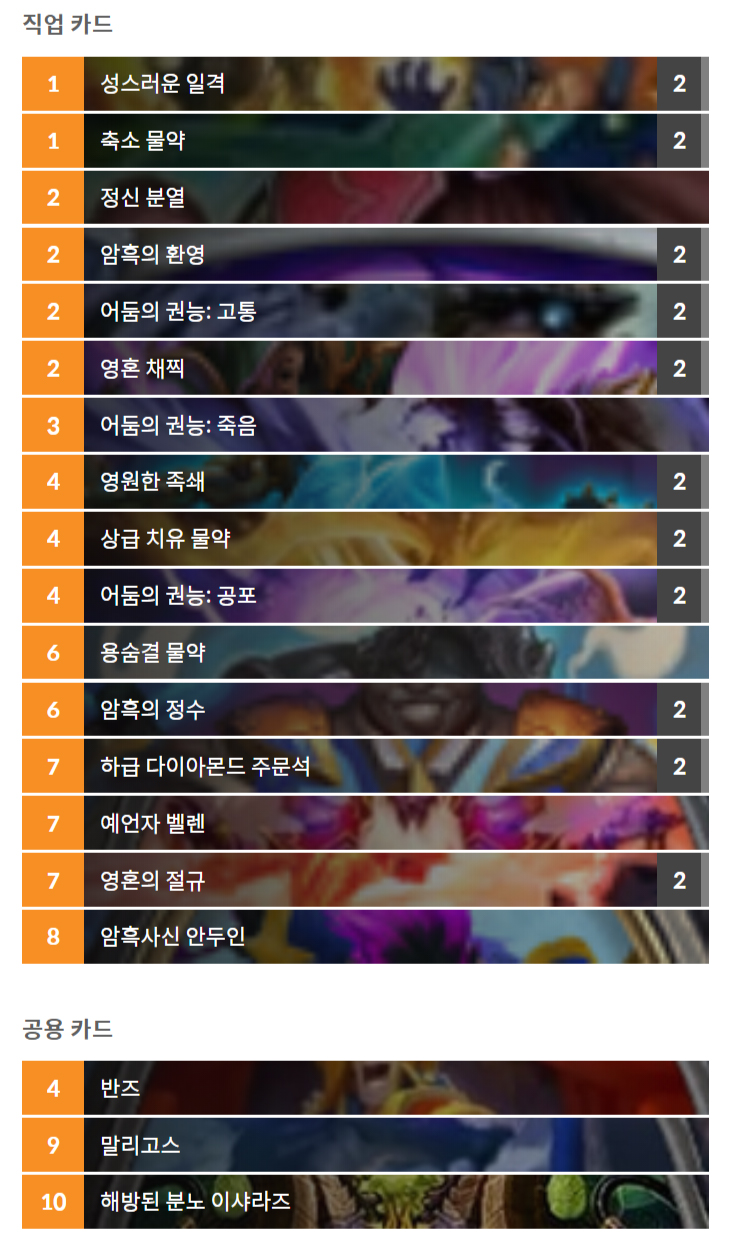 직업 카드
1 성스러운 일격 2
1 축소 물약 2
2 정신 분열
2 암흑의 환영 2
2 어둠의 권능: 고통 2
2 영혼 채찍 2
3 어둠의 권능: 죽음
4 영원한 족쇄 2
4 상급 치유 물약 2
4 어둠의 권능: 공포 2
6 용숨결 물약
6 암흑의 정수 2
7 하급 다이아몬드 주문석 2
7 예언자 벨렌
7 영혼의 절규 2
8 암흑사신 안두인
공용 카드
4 반즈
9 말리고스
10 해방된 분노 이샤라즈